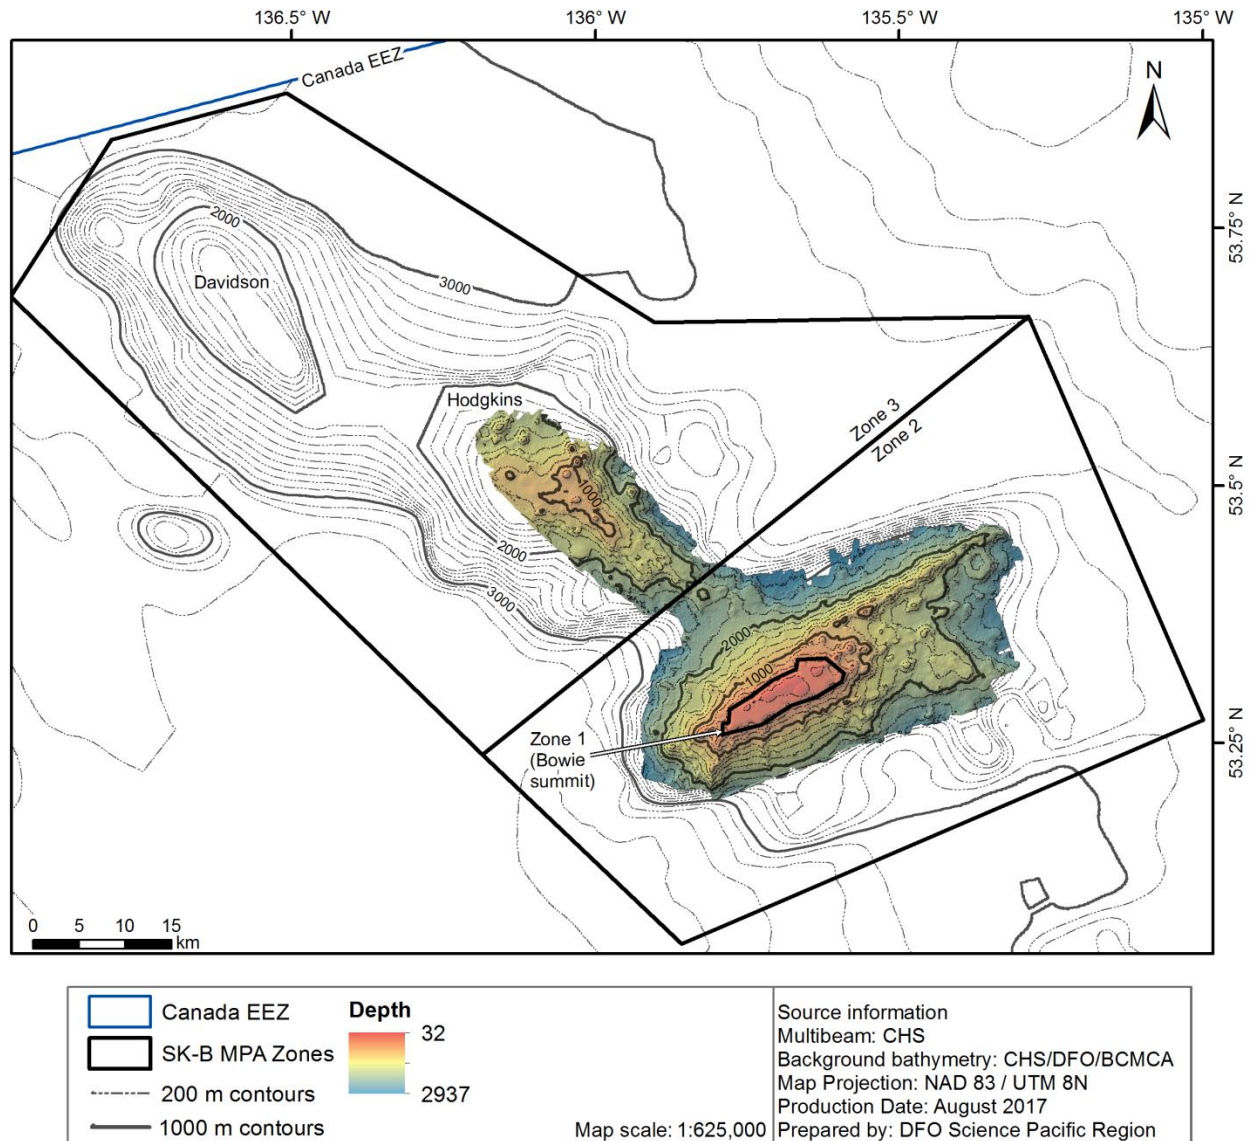 136.5° W
136° W
135.5° W
135° W
Canada EEZ
N
2000
53.75° N
Davidson
3000
Hodgkins
Zone 3
Zone 2
1000
53.5° N
2000
3000
2000
1000
Zone 1
(Bowie
summit)
53.25° N
0 5 10 15
km
Canada EEZ
SK-B MPA Zones
200 m contours
1000 m contours
Depth
32
2937
Map scale: 1:625,000
Source information
Multibeam: CHS
Background bathymetry: CHS/DFO/BCMCA
Map Projection: NAD 83 / UTM 8N
Production Date: August 2017
Prepared by: DFO Science Pacific Region